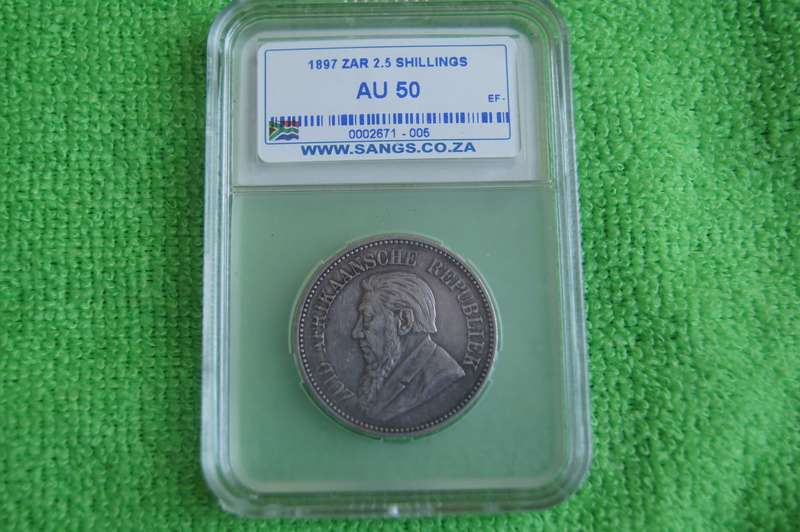 1897 ZAR 2.5 SHILLINGS
AU 50
EF-
0002671 - 005
WWW.SANGS.CO.ZA
ZUID-AFRIKAANSCHE REPUBLIEK